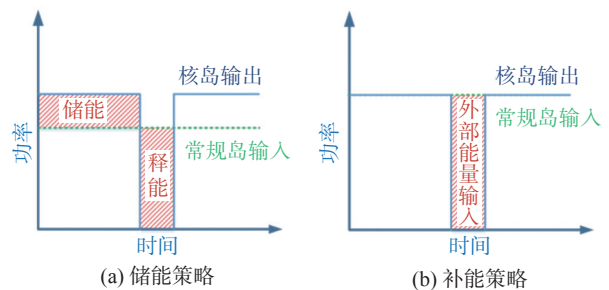 核岛输出
储能
常规岛输入
释能
功率
时间
(a) 储能策略
核岛输出
常规岛输入
外部能量输入
功率
时间
(b) 补能策略